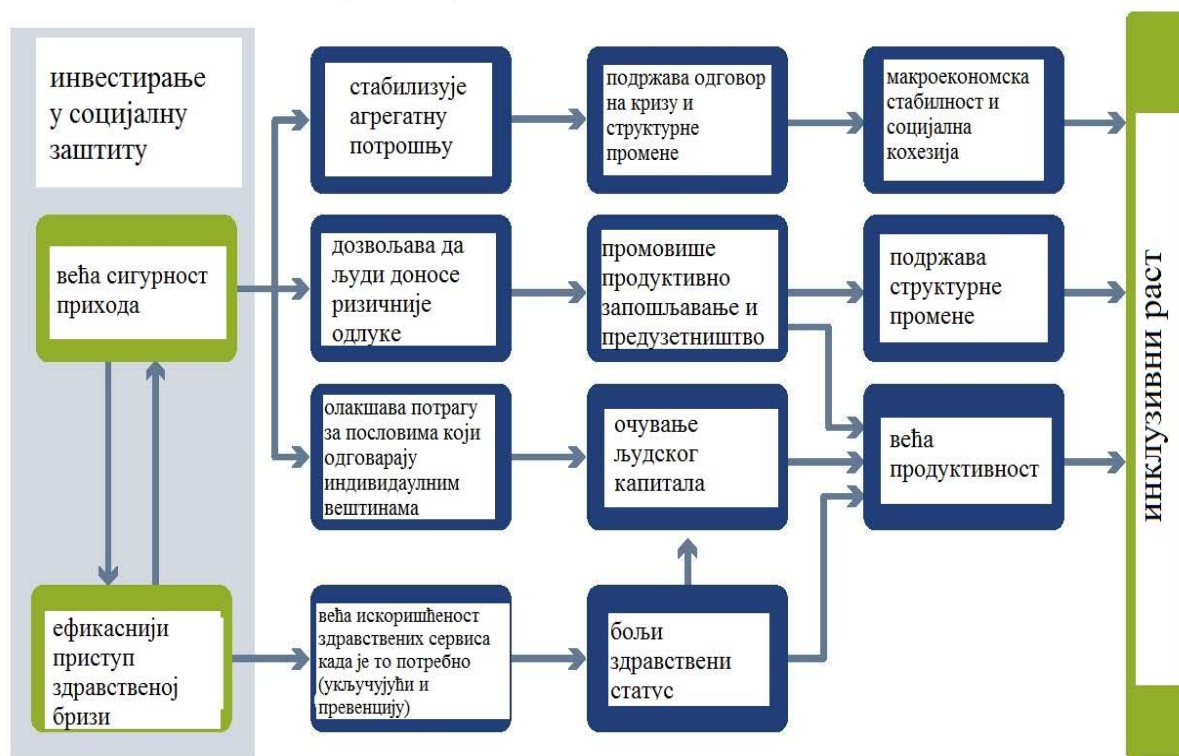 инвестирање
у социјалну
заштиту
стабилизује
агрегатну
потрошњу
подржава одговор
на кризу и
структурне
промене
макроекономска
стабилност и
социјална
кохезија
већа сигурност
прихода
дозвољава да
људи доносе
ризичније
одлуке
промовише
продуктивно
запошљавање и
предузетништво
подржава
структурне
промене
олакшава потрагу
за пословима који
одговарају
индивидаулним
вештинама
очување
људског
капитала
већа
продуктивност
ефикаснији
приступ
здравственој
бризи
већа искоришћеност
здравствених сервиса
када је то потребно
(укључујући и
превенцију)
бољи
здравствени
статус
инклузивни раст